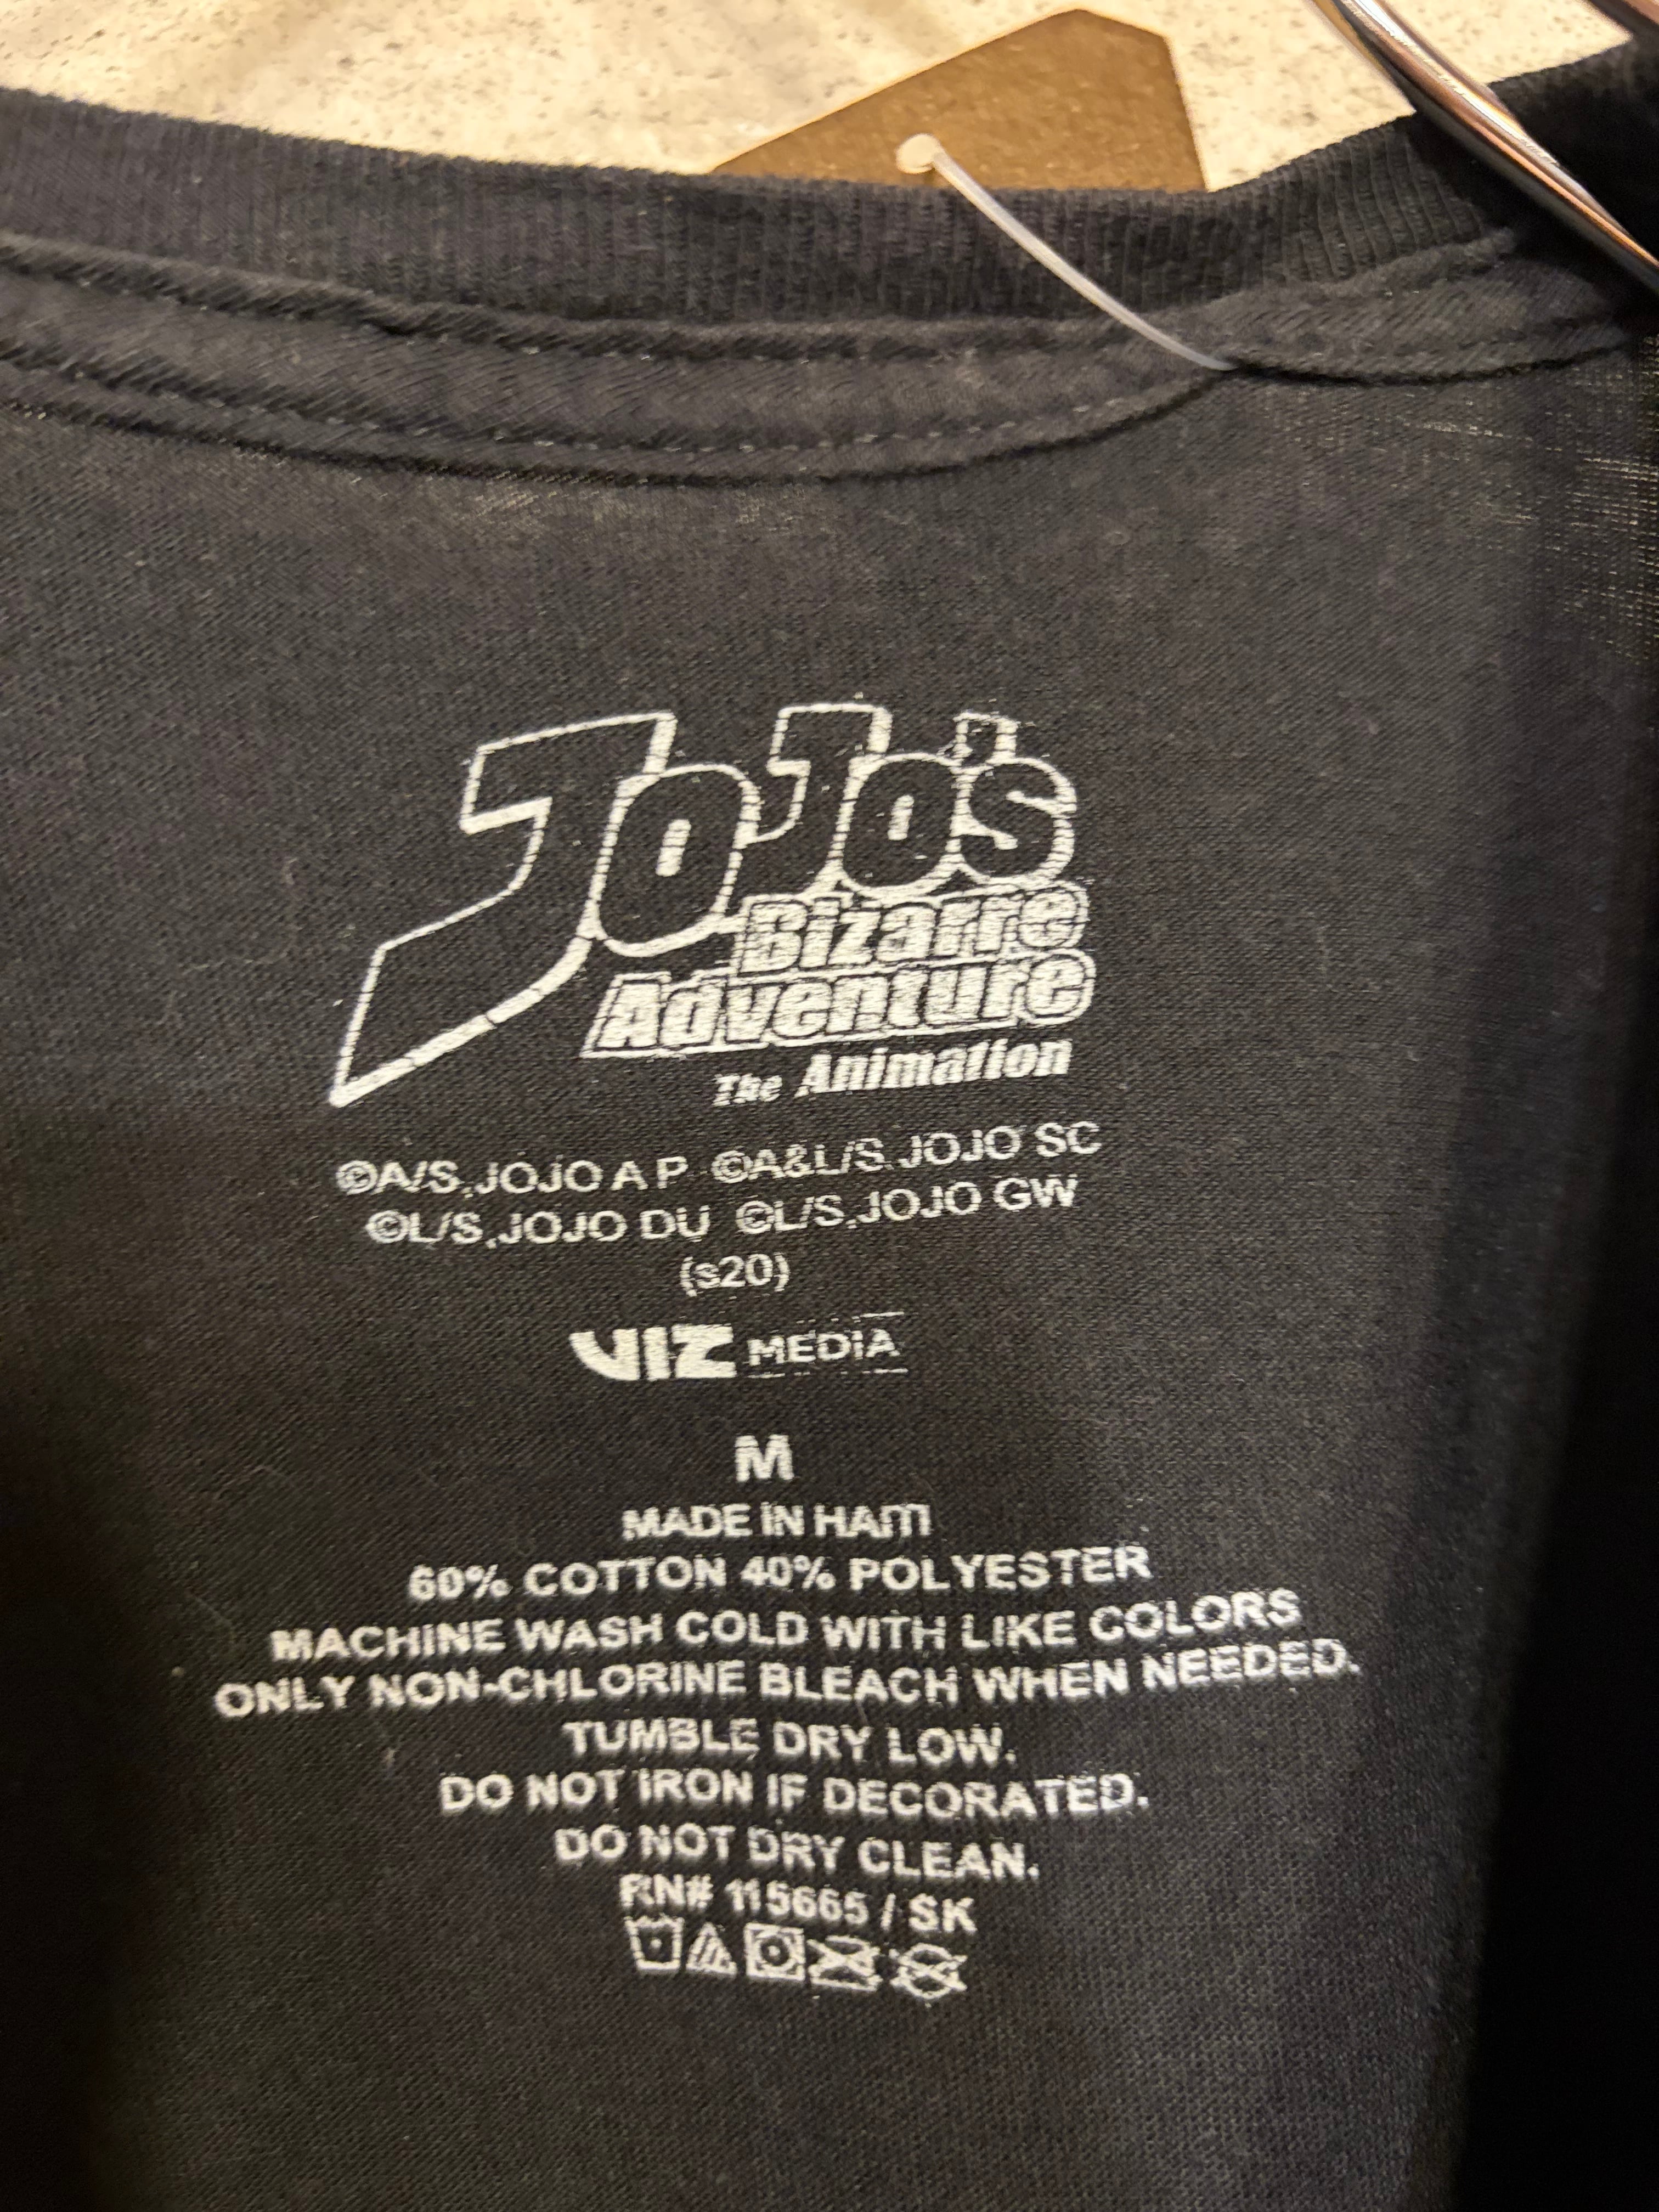 JoJo's
Bizarre
Adventure
The Animation
©A/S,JOJO A P ©A&L/S,JOJO SC
©L/S,JOJO DU ©L/S,JOJO GW
(s20)
VIZ MEDIA
M
MADE IN HAITI
60% COTTON 40% POLYESTER
MACHINE WASH COLD WITH LIKE COLORS
ONLY NON-CHLORINE BLEACH WHEN NEEDED.
TUMBLE DRY LOW.
DO NOT IRON IF DECORATED.
DO NOT DRY CLEAN.
RN# 115665 / SK